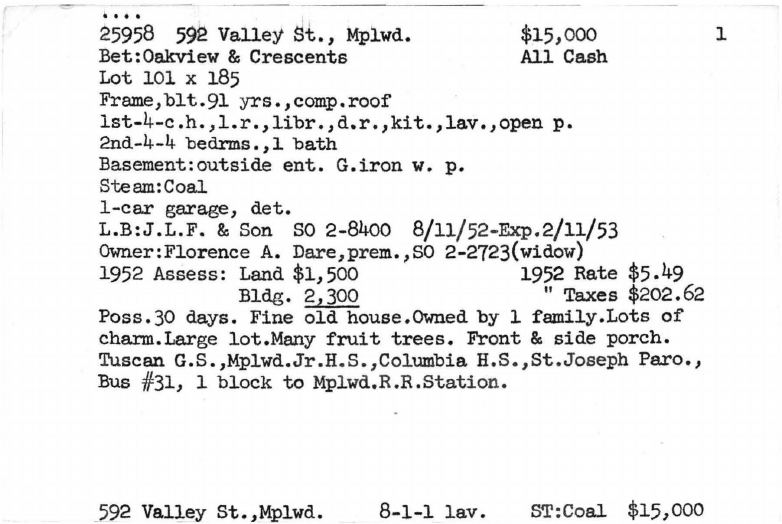 ....
25958 592 Valley St., Mplwd. $15,000 1
Bet:Oakview & Crescents All Cash
Lot 101 x 185
Frame,blt.91 yrs.,comp.roof
1st-4-c.h.,l.r.,libr.,d.r.,kit.,lav.,open p.
2nd-4-4 bedrms.,1 bath
Basement:outside ent. G.iron w. p.
Steam:Coal
1-car garage, det.
L.B:J.L.F. & Son SO 2-8400 8/11/52-Exp.2/11/53
Owner:Florence A. Dare,prem.,SO 2-2723(widow)
1952 Assess: Land $1,500 1952 Rate $5.49
Bldg. 2,300 " Taxes $202.62
Poss.30 days. Fine old house.Owned by 1 family.Lots of
charm.Large lot.Many fruit trees. Front & side porch.
Tuscan G.S.,Mplwd.Jr.H.S.,Columbia H.S.,St.Joseph Paro.,
Bus #31, 1 block to Mplwd.R.R.Station.
592 Valley St.,Mplwd. 8-1-1 lav. ST:Coal $15,000